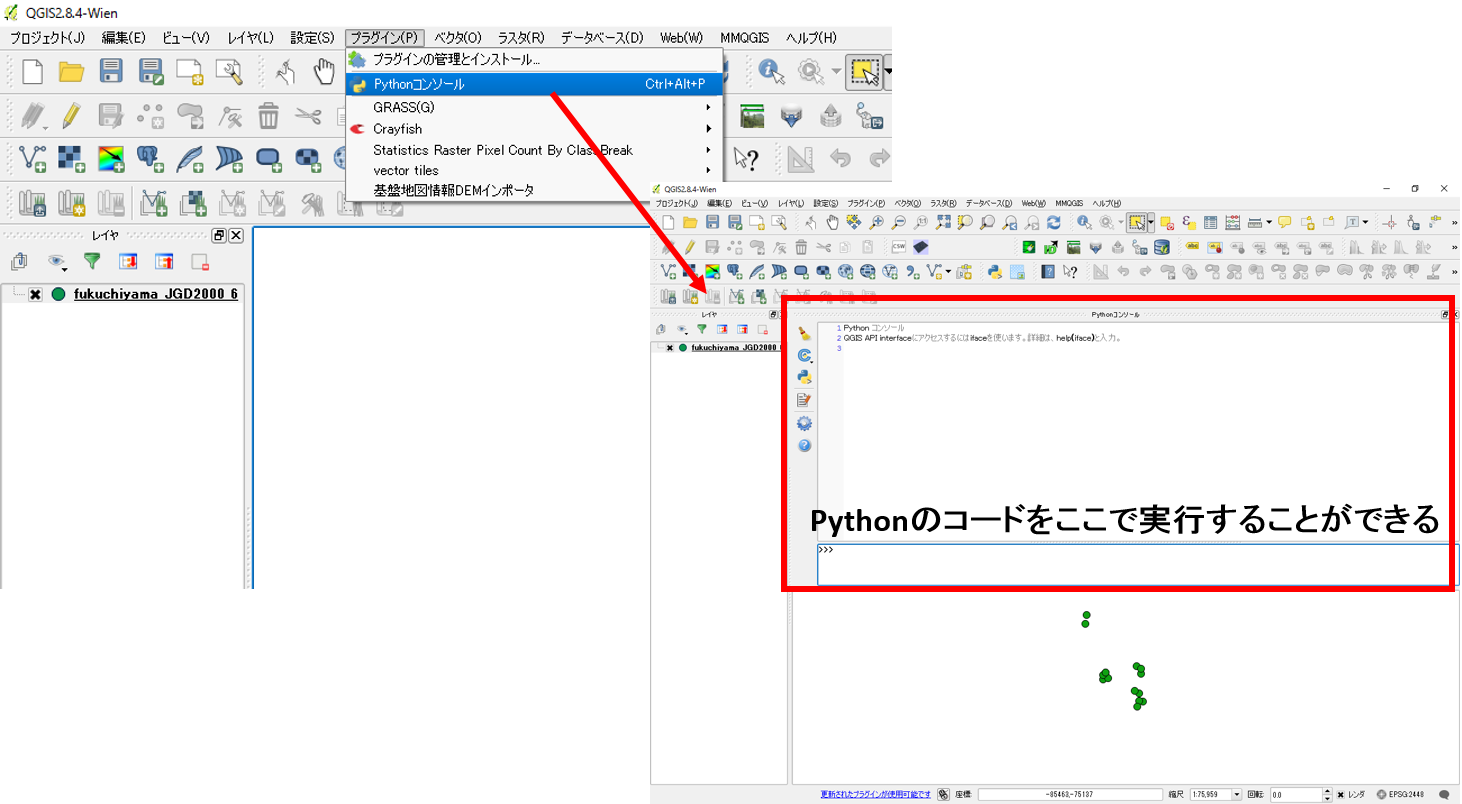 QGIS2.8.4-Wien
プロジェクト(J) 編集(E) ビュー(V) レイヤ(L) 設定(S) プラグイン(P) ベクタ(O) ラスタ(R) データベース(D) Web(W) MMQGIS ヘルプ(H)
プラグインの管理とインストール...
Pythonコンソール Ctrl+Alt+P
GRASS(G)
Crayfish
Statistics Raster Pixel Count By Class Break
vector tiles
基盤地図情報DEMインポータ
レイヤ
fukuchiyama_JGD2000_6
QGIS2.8.4-Wien
プロジェクト(J) 編集(E) ビュー(V) レイヤ(L) 設定(S) プラグイン(P) ベクタ(O) ラスタ(R) データベース(D) Web(W) MMQGIS ヘルプ(H)
CSW
レイヤ
fukuchiyama_JGD2000_
Pythonコンソール
1 Python コンソール
2 QGIS API interfaceにアクセスするにはifaceを使います。詳細は、help(iface)と入力。
3
Pythonのコードをここで実行することができる
>>>
更新されたプラグインが使用可能です 座標: -85463,-75137 縮尺 1:75,959 回転: 0.0 レンダ EPSG:2448